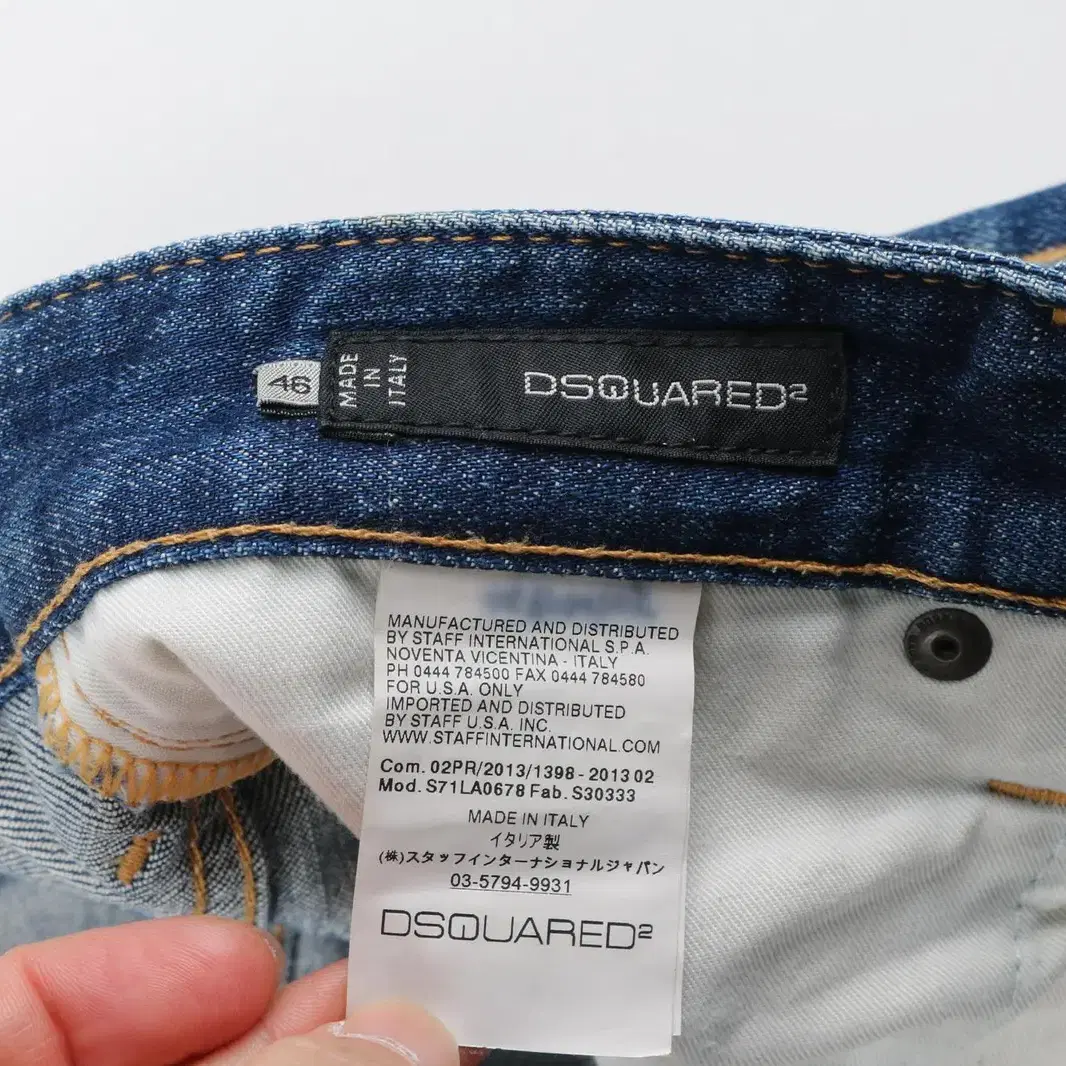 46
MADE
IN
ITALY
DSQUARED2
MANUFACTURED AND DISTRIBUTED
BY STAFF INTERNATIONAL S.P.A.
NOVENTA VICENTINA - ITALY
PH 0444 784500 FAX 0444 784580
FOR U.S.A. ONLY
IMPORTED AND DISTRIBUTED
BY STAFF U.S.A. INC.
WWW.STAFFINTERNATIONAL.COM
Com. 02PR/2013/1398 - 2013 02
Mod. S71LA0678 Fab. S30333
MADE IN ITALY
イタリア製
(株)スタッフインターナショナルジャパン
03-5794-9931
DSQUARED2